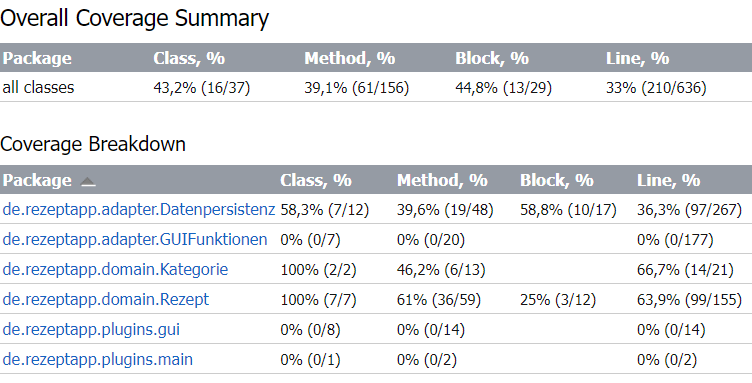 Overall Coverage Summary
Package Class, % Method, % Block, % Line, %
all classes 43,2% (16/37) 39,1% (61/156) 44,8% (13/29) 33% (210/636)
Coverage Breakdown
Package Class, % Method, % Block, % Line, %
de.rezeptapp.adapter.Datenpersistenz 58,3% (7/12) 39,6% (19/48) 58,8% (10/17) 36,3% (97/267)
de.rezeptapp.adapter.GUIFunktionen 0% (0/7) 0% (0/20) 0% (0/177)
de.rezeptapp.domain.Kategorie 100% (2/2) 46,2% (6/13) 66,7% (14/21)
de.rezeptapp.domain.Rezept 100% (7/7) 61% (36/59) 25% (3/12) 63,9% (99/155)
de.rezeptapp.plugins.gui 0% (0/8) 0% (0/14) 0% (0/14)
de.rezeptapp.plugins.main 0% (0/1) 0% (0/2) 0% (0/2)